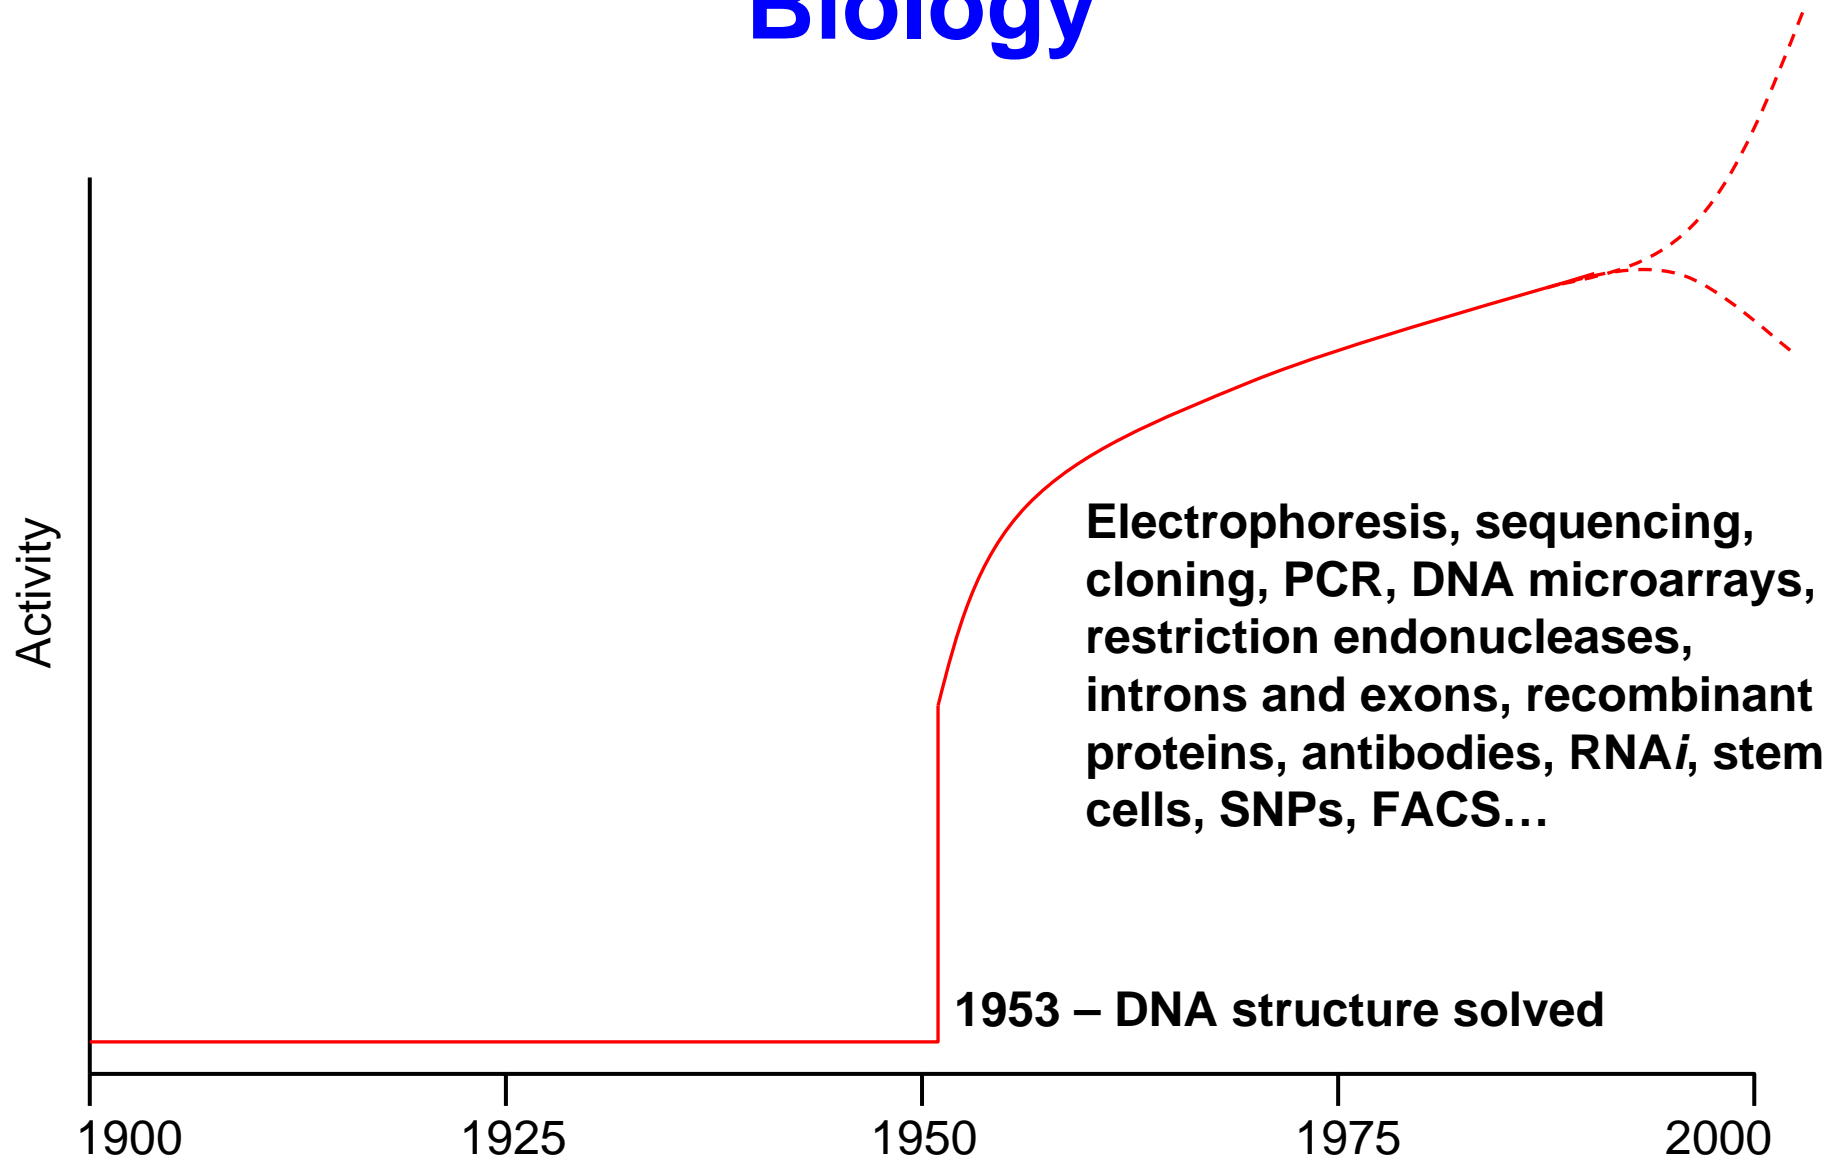 Biology
Activity
Electrophoresis, sequencing,
cloning, PCR, DNA microarrays,
restriction endonucleases,
introns and exons, recombinant
proteins, antibodies, RNAi, stem
cells, SNPs, FACS…
1953 – DNA structure solved
1900 1925 1950 1975 2000